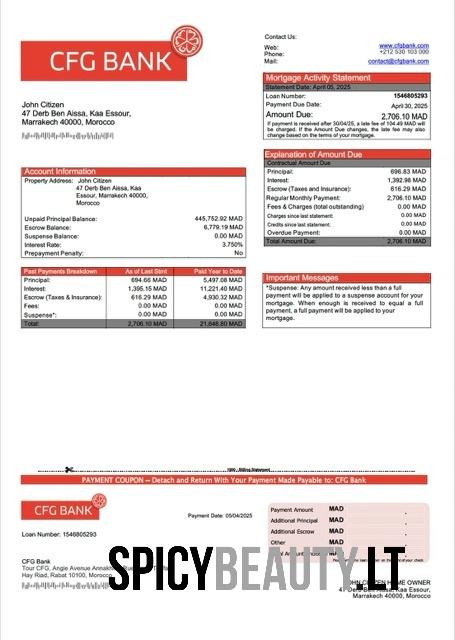 CFG BANK
Contact Us:
Web: www.cfgbank.com
Phone: +212 530 103 000
Mail: contact@cfgbank.com
Mortgage Activity Statement
Statement Date: April 05, 2025
Loan Number: 1546805293
Payment Due Date: April 30, 2025
Amount Due: 2,706.10 MAD
If payment is received after 30/04/25, a late fee of 104.49 MAD will
be charged. If the Amount Due changes, the late fee may also
change based on the terms of your mortgage.
John Citizen
47 Derb Ben Aissa, Kaa Essour,
Marrakech 40000, Morocco
Explanation of Amount Due
Contractual Amount Due
Principal: 696.83 MAD
Interest: 1,392.98 MAD
Escrow (Taxes and Insurance): 616.29 MAD
Regular Monthly Payment: 2,706.10 MAD
Fees & Charges (total outstanding) 0.00 MAD
Charges since last statement: 0.00 MAD
Credits since last statement: 0.00 MAD
Overdue Payment: 0.00 MAD
Total Amount Due: 2,706.10 MAD
Account Information
Property Address: John Citizen
47 Derb Ben Aissa, Kaa
Essour, Marrakech 40000,
Morocco
Unpaid Principal Balance: 445,752.92 MAD
Escrow Balance: 6,779.19 MAD
Suspense Balance: 0.00 MAD
Interest Rate: 3.750%
Prepayment Penalty: No
Past Payments Breakdown As of Last Stmt Paid Year to Date
Principal: 694.66 MAD 5,497.08 MAD
Interest: 1,395.15 MAD 11,221.40 MAD
Escrow (Taxes & Insurance): 616.29 MAD 4,930.32 MAD
Fees: 0.00 MAD 0.00 MAD
Suspense*: 0.00 MAD 0.00 MAD
Total: 2,706.10 MAD 21,648.80 MAD
Important Messages
*Suspense: Any amount received less than a full
payment will be applied to a suspense account for your
mortgage. When enough is received to equal a full
payment, a full payment will be applied to your
mortgage.
Billing Statement
PAYMENT COUPON – Detach and Return With Your Payment Made Payable to: CFG Bank
CFG BANK
Payment Date: 05/04/2025
Loan Number: 1546805293
Payment Amount MAD
Additional Principal MAD
Additional Escrow MAD
Other MAD
CFG Bank
Tour CFG, Angle Avenue Annakhil
Hay Riad, Rabat 10100, Morocco
HOME OWNER
Marrakech 40000, Morocco
SPICYBEAUTY.LT